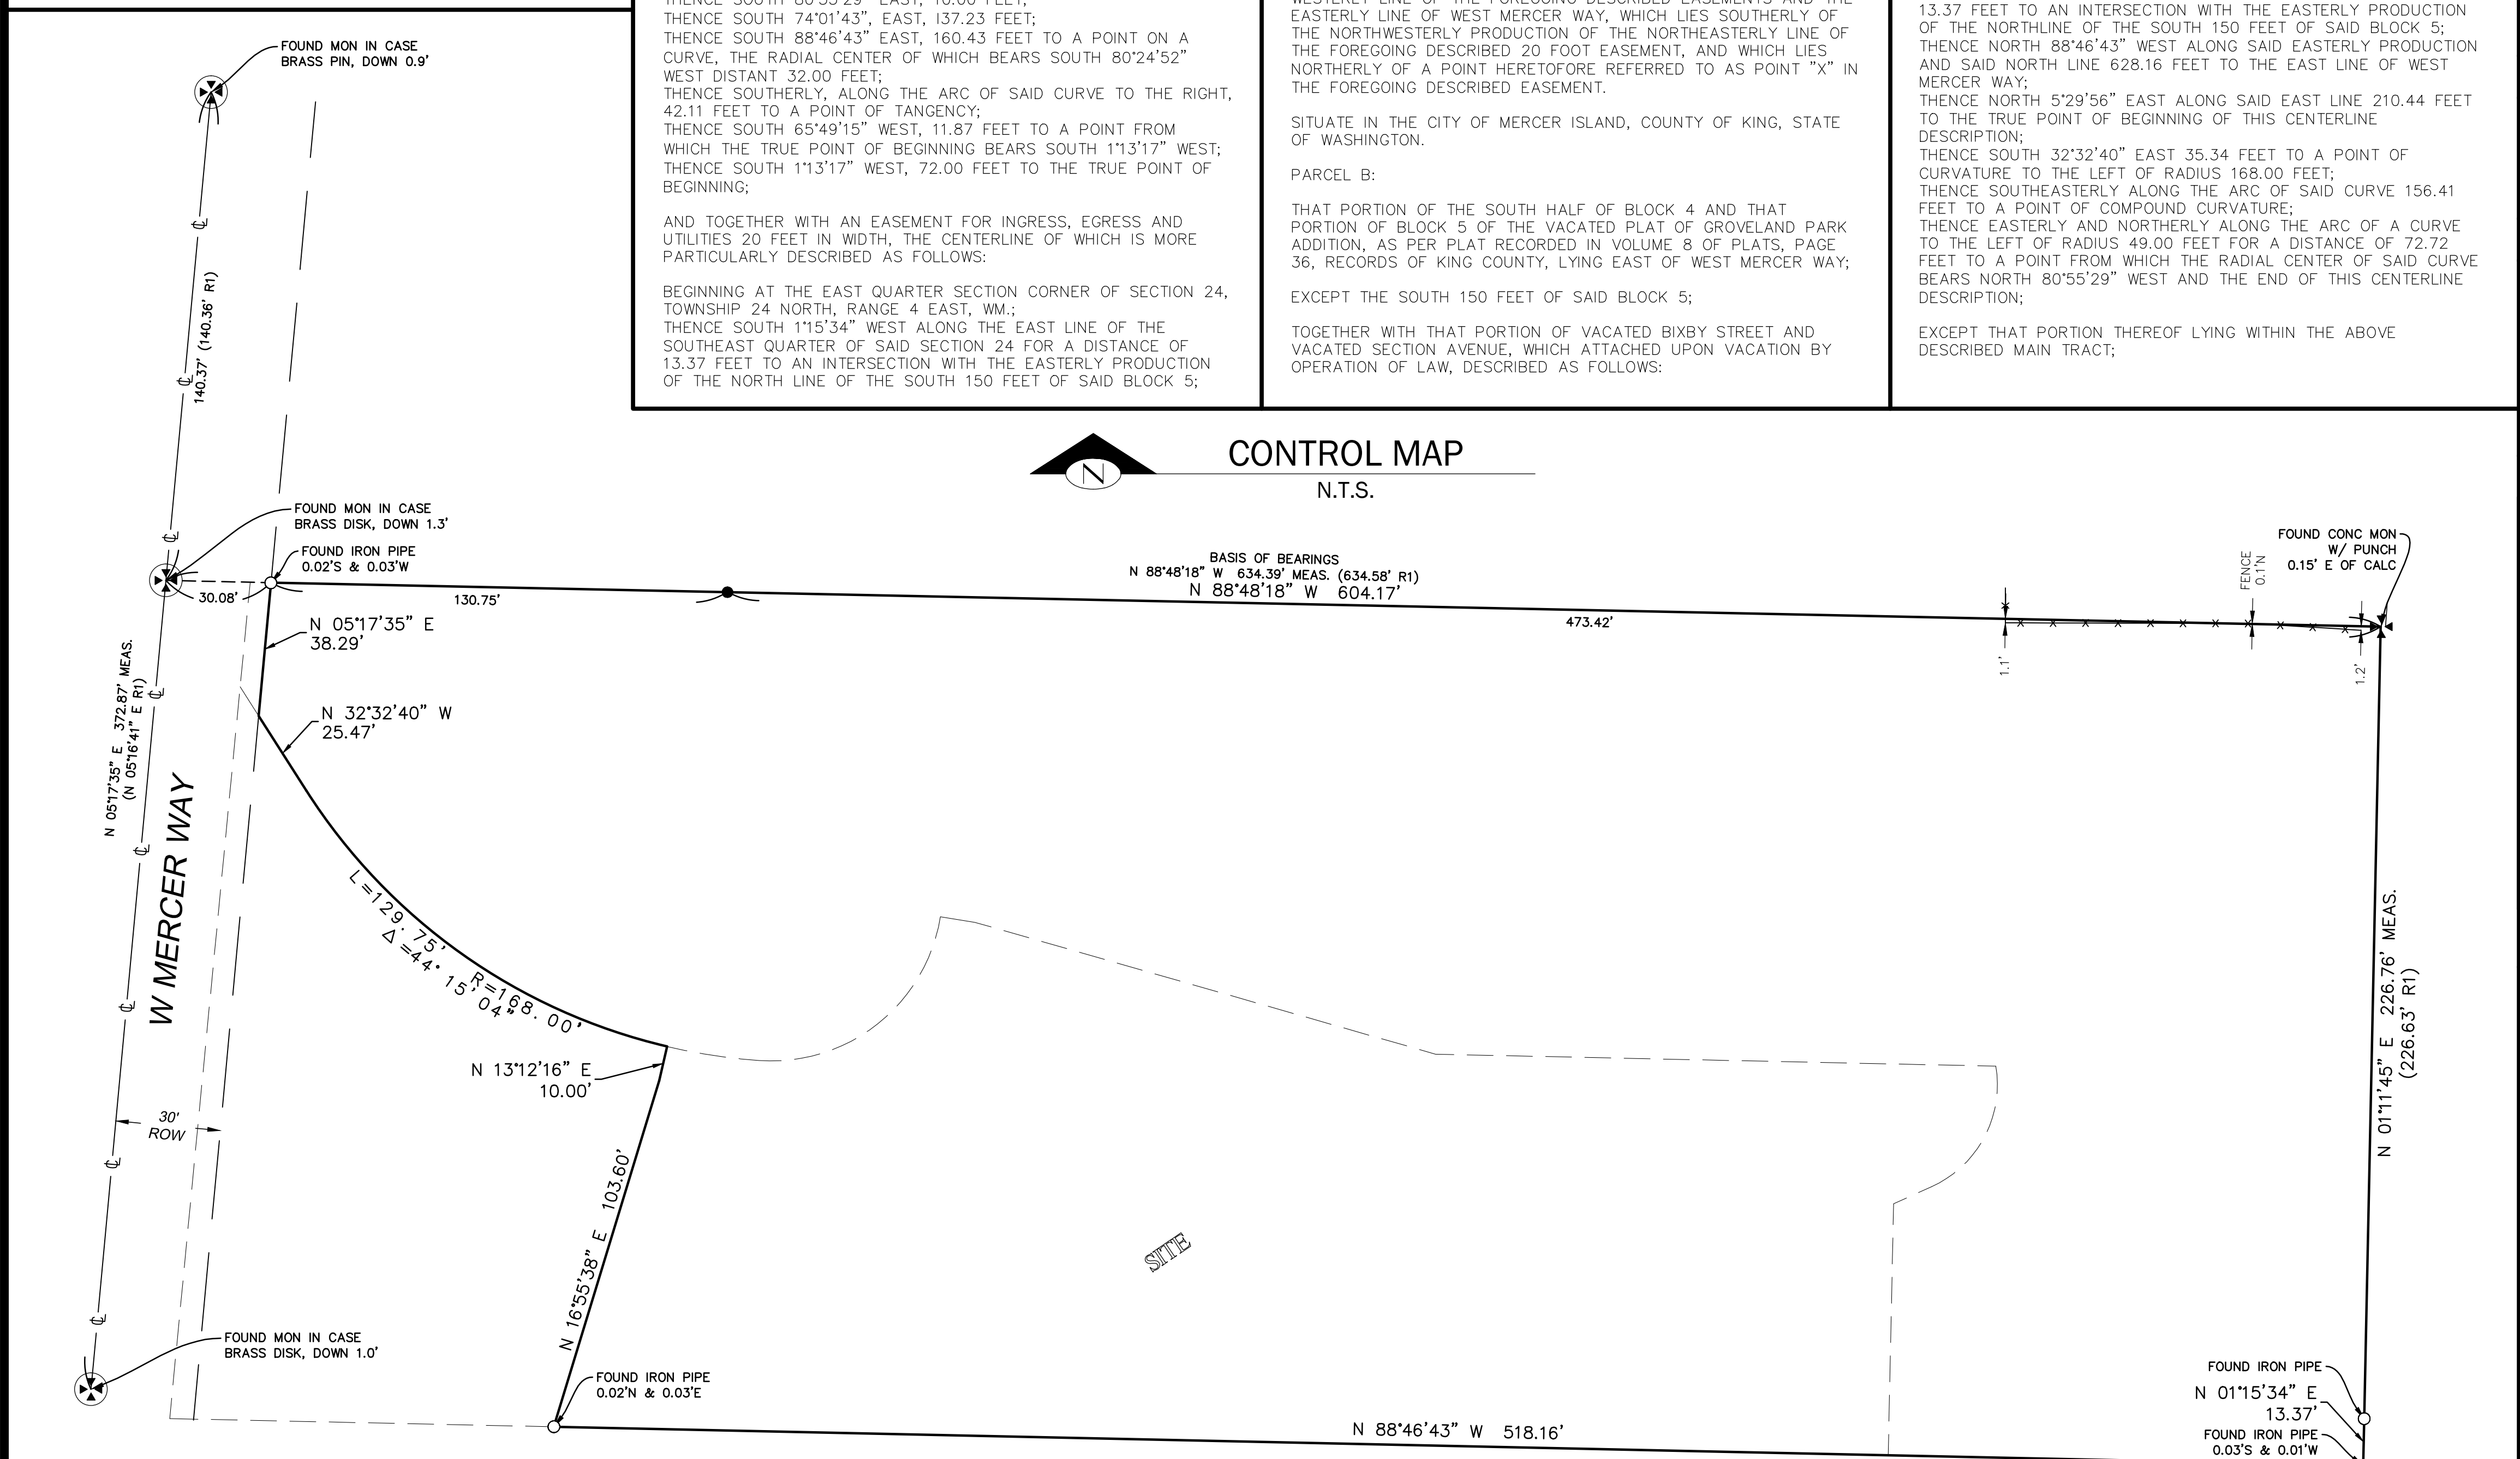 THENCE SOUTH 80°55'29" EAST, 10.00 FEET;
THENCE SOUTH 74°01'43", EAST, 137.23 FEET;
THENCE SOUTH 88°46'43" EAST, 160.43 FEET TO A POINT ON A
CURVE, THE RADIAL CENTER OF WHICH BEARS SOUTH 80°24'52"
WEST DISTANT 32.00 FEET;
THENCE SOUTHERLY, ALONG THE ARC OF SAID CURVE TO THE RIGHT,
42.11 FEET TO A POINT OF TANGENCY;
THENCE SOUTH 65°49'15" WEST, 11.87 FEET TO A POINT FROM
WHICH THE TRUE POINT OF BEGINNING BEARS SOUTH 1°13'17" WEST;
THENCE SOUTH 1°13'17" WEST, 72.00 FEET TO THE TRUE POINT OF
BEGINNING;
AND TOGETHER WITH AN EASEMENT FOR INGRESS, EGRESS AND
UTILITIES 20 FEET IN WIDTH, THE CENTERLINE OF WHICH IS MORE
PARTICULARLY DESCRIBED AS FOLLOWS:
BEGINNING AT THE EAST QUARTER SECTION CORNER OF SECTION 24,
TOWNSHIP 24 NORTH, RANGE 4 EAST, WM.;
THENCE SOUTH 1°15'34" WEST ALONG THE EAST LINE OF THE
SOUTHEAST QUARTER OF SAID SECTION 24 FOR A DISTANCE OF
13.37 FEET TO AN INTERSECTION WITH THE EASTERLY PRODUCTION
OF THE NORTH LINE OF THE SOUTH 150 FEET OF SAID BLOCK 5;
WESTERLY LINE OF THE FOREGOING DESCRIBED EASEMENTS AND THE
EASTERLY LINE OF WEST MERCER WAY, WHICH LIES SOUTHERLY OF
THE NORTHWESTERLY PRODUCTION OF THE NORTHEASTERLY LINE OF
THE FOREGOING DESCRIBED 20 FOOT EASEMENT, AND WHICH LIES
NORTHERLY OF A POINT HERETOFORE REFERRED TO AS POINT "X" IN
THE FOREGOING DESCRIBED EASEMENT.
SITUATE IN THE CITY OF MERCER ISLAND, COUNTY OF KING, STATE
OF WASHINGTON.
PARCEL B:
THAT PORTION OF THE SOUTH HALF OF BLOCK 4 AND THAT
PORTION OF BLOCK 5 OF THE VACATED PLAT OF GROVELAND PARK
ADDITION, AS PER PLAT RECORDED IN VOLUME 8 OF PLATS, PAGE
36, RECORDS OF KING COUNTY, LYING EAST OF WEST MERCER WAY;
EXCEPT THE SOUTH 150 FEET OF SAID BLOCK 5;
TOGETHER WITH THAT PORTION OF VACATED BIXBY STREET AND
VACATED SECTION AVENUE, WHICH ATTACHED UPON VACATION BY
OPERATION OF LAW, DESCRIBED AS FOLLOWS:
13.37 FEET TO AN INTERSECTION WITH THE EASTERLY PRODUCTION
OF THE NORTHLINE OF THE SOUTH 150 FEET OF SAID BLOCK 5;
THENCE NORTH 88°46'43" WEST ALONG SAID EASTERLY PRODUCTION
AND SAID NORTH LINE 628.16 FEET TO THE EAST LINE OF WEST
MERCER WAY;
THENCE NORTH 5°29'56" EAST ALONG SAID EAST LINE 210.44 FEET
TO THE TRUE POINT OF BEGINNING OF THIS CENTERLINE
DESCRIPTION;
THENCE SOUTH 32°32'40" EAST 35.34 FEET TO A POINT OF
CURVATURE TO THE LEFT OF RADIUS 168.00 FEET;
THENCE SOUTHEASTERLY ALONG THE ARC OF SAID CURVE 156.41
FEET TO A POINT OF COMPOUND CURVATURE;
THENCE EASTERLY AND NORTHERLY ALONG THE ARC OF A CURVE
TO THE LEFT OF RADIUS 49.00 FEET FOR A DISTANCE OF 72.72
FEET TO A POINT FROM WHICH THE RADIAL CENTER OF SAID CURVE
BEARS NORTH 80°55'29" WEST AND THE END OF THIS CENTERLINE
DESCRIPTION;
EXCEPT THAT PORTION THEREOF LYING WITHIN THE ABOVE
DESCRIBED MAIN TRACT;
FOUND MON IN CASE
BRASS PIN, DOWN 0.9'
140.37' (140.36' R1)
N
CONTROL MAP
N.T.S.
FOUND MON IN CASE
BRASS DISK, DOWN 1.3'
FOUND IRON PIPE
0.02'S & 0.03'W
30.08'
130.75'
BASIS OF BEARINGS
N 88°48'18" W 634.39' MEAS. (634.58' R1)
N 88°48'18" W 604.17'
473.42'
FENCE
0.1'N
FOUND CONC MON
W/ PUNCH
0.15' E OF CALC
1.1'
1.2'
N 05°17'35" E
38.29'
N 32°32'40" W
25.47'
N 05°17'35" E 372.87' MEAS.
(N 05°16'41" E R1)
W MERCER WAY
L=129.75'
R=168.00'
Δ=44°15'04"
N 01°11'45" E 226.76' MEAS.
(226.63' R1)
N 13°12'16" E
10.00'
30'
ROW
N 16°55'38" E 103.60'
SITE
FOUND MON IN CASE
BRASS DISK, DOWN 1.0'
FOUND IRON PIPE
0.02'N & 0.03'E
N 88°46'43" W 518.16'
FOUND IRON PIPE
N 01°15'34" E
13.37'
FOUND IRON PIPE
0.03'S & 0.01'W